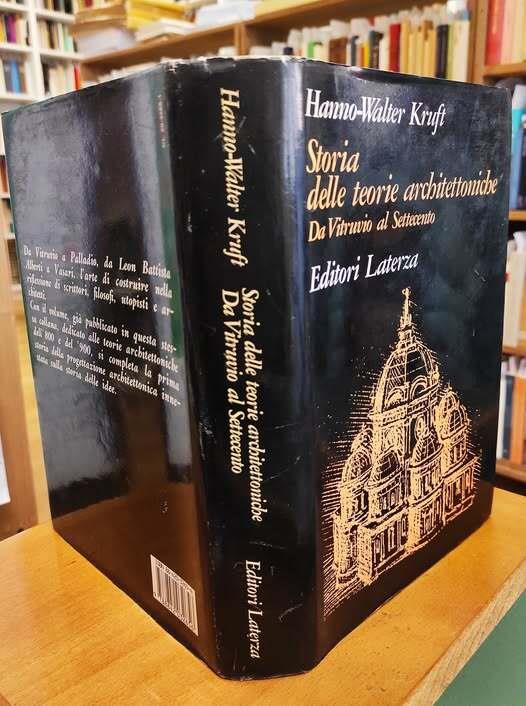 Hanno-Walter Kruft
Storia
delle teorie architettoniche
Da Vitruvio al Settecento
Editori Laterza
Hanno-Walter Kruft
Storia delle teorie architettoniche
Da Vitruvio al Settecento
Editori Laterza
Da Vitruvio a Palladio, da Leon Battista
Alberti a Vasari, l'arte di costruire nella
riflessione di scrittori, filosofi, utopisti e ar-
chitetti.
Con il volume, già pubblicato in questa stes-
sa collana, dedicato alle teorie architettoniche
dell'800 e del '900, si completa la prima
storia della progettazione architettonica inne-
stata sulla storia delle idee.